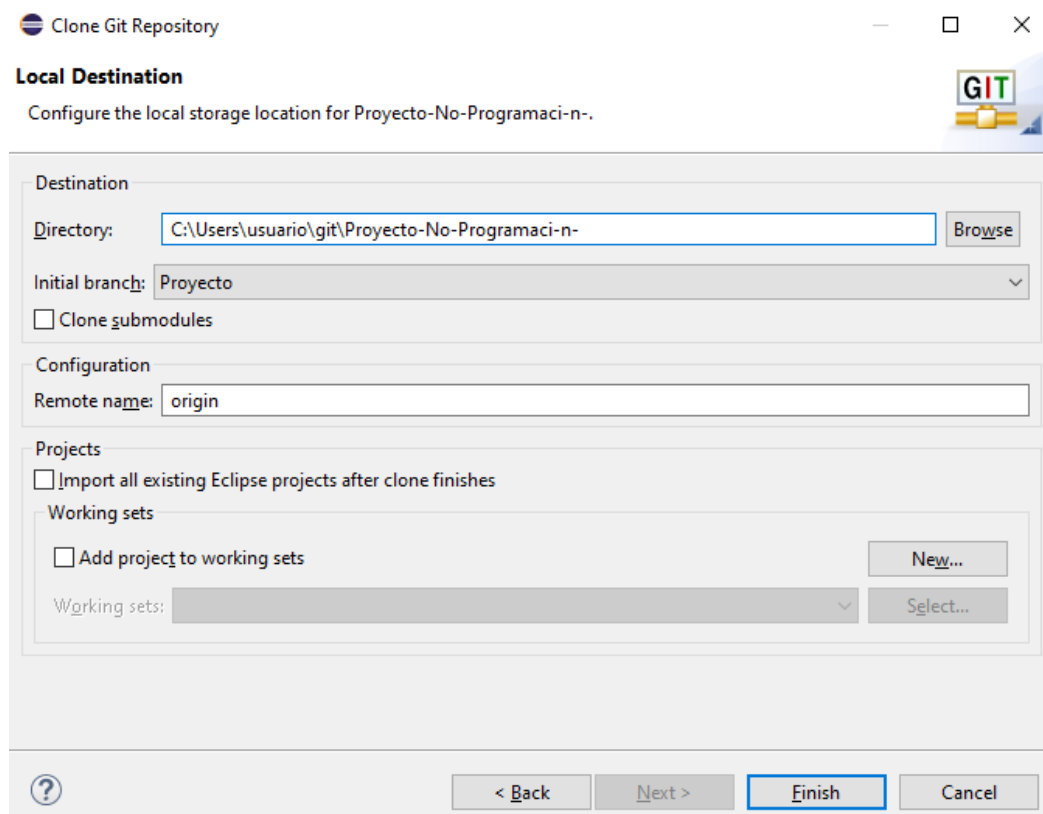 Clone Git Repository
Local Destination
Configure the local storage location for Proyecto-No-Programaci-n-.
GIT
Destination
Directory: C:\Users\usuario\git\Proyecto-No-Programaci-n- Browse
Initial branch: Proyecto
Clone submodules
Configuration
Remote name: origin
Projects
Import all existing Eclipse projects after clone finishes
Working sets
Add project to working sets New...
Working sets: Select...
? < Back Next > Finish Cancel